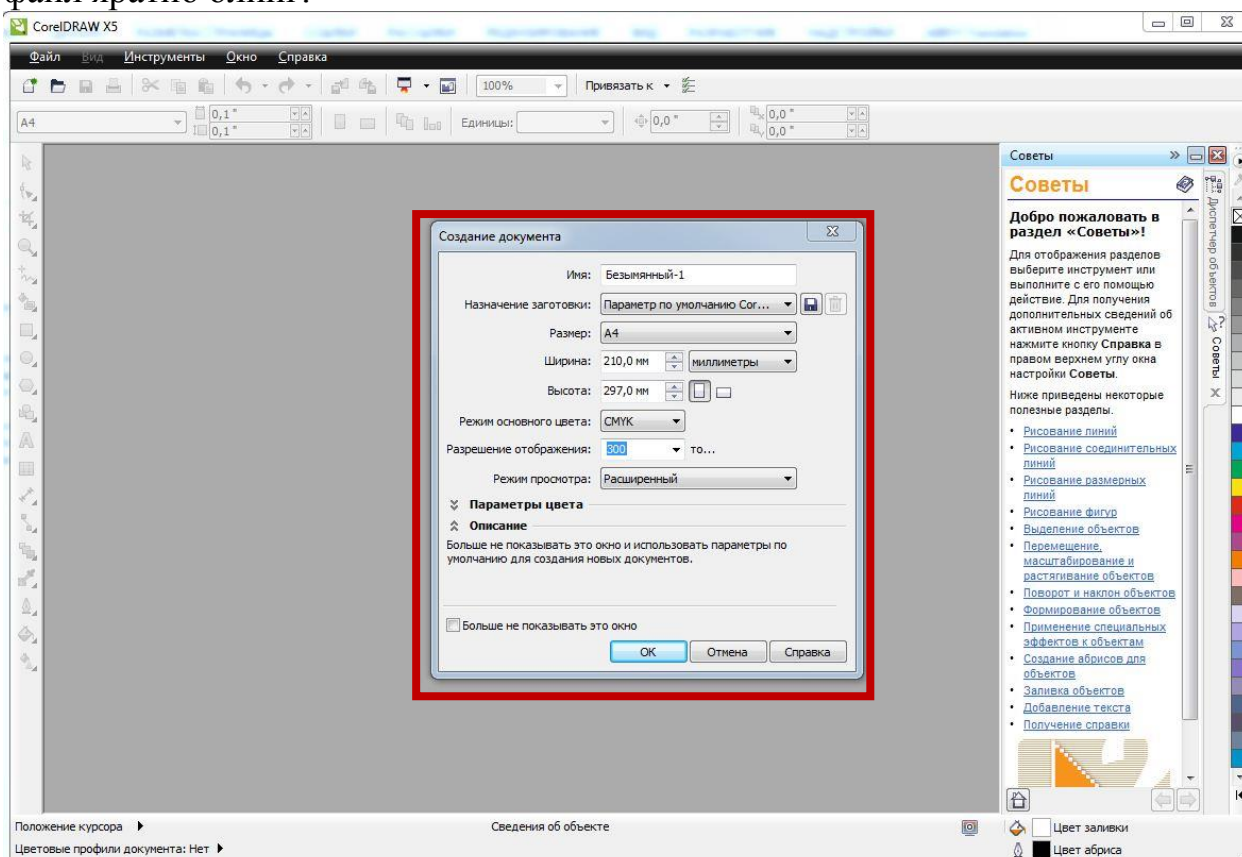 файл яратиб олинг.
CorelDRAW X5
Файл Вид Инструменты Окно Справка
100% Привязать к
A4 0,1 " 0,1 " Единицы: 0,0 " 0,0 " 0,0 "
Создание документа
Имя: Безымянный-1
Назначение заготовки: Параметр по умолчанию Cor...
Размер: A4
Ширина: 210,0 мм миллиметры
Высота: 297,0 мм
Режим основного цвета: CMYK
Разрешение отображения: 300 то...
Режим просмотра: Расширенный
Параметры цвета
Описание
Больше не показывать это окно и использовать параметры по
умолчанию для создания новых документов.
Больше не показывать это окно
OK Отмена Справка
Советы
Советы
Добро пожаловать в
раздел «Советы»!
Для отображения разделов
выберите инструмент или
выполните с его помощью
действие. Для получения
дополнительных сведений об
активном инструменте
нажмите кнопку Справка в
правом верхнем углу окна
настройки Советы.
Ниже приведены некоторые
полезные разделы.
• Рисование линий
• Рисование соединительных
линий
• Рисование размерных
линий
• Рисование фигур
• Выделение объектов
• Перемещение,
масштабирование и
растягивание объектов
• Поворот и наклон объектов
• Формирование объектов
• Применение специальных
эффектов к объектам
• Создание абрисов для
объектов
• Заливка объектов
• Добавление текста
• Получение справки
Диспетчер объектов
Советы
Положение курсора
Сведения об объекте
Цвет заливки
Цветовые профили документа: Нет
Цвет абриса